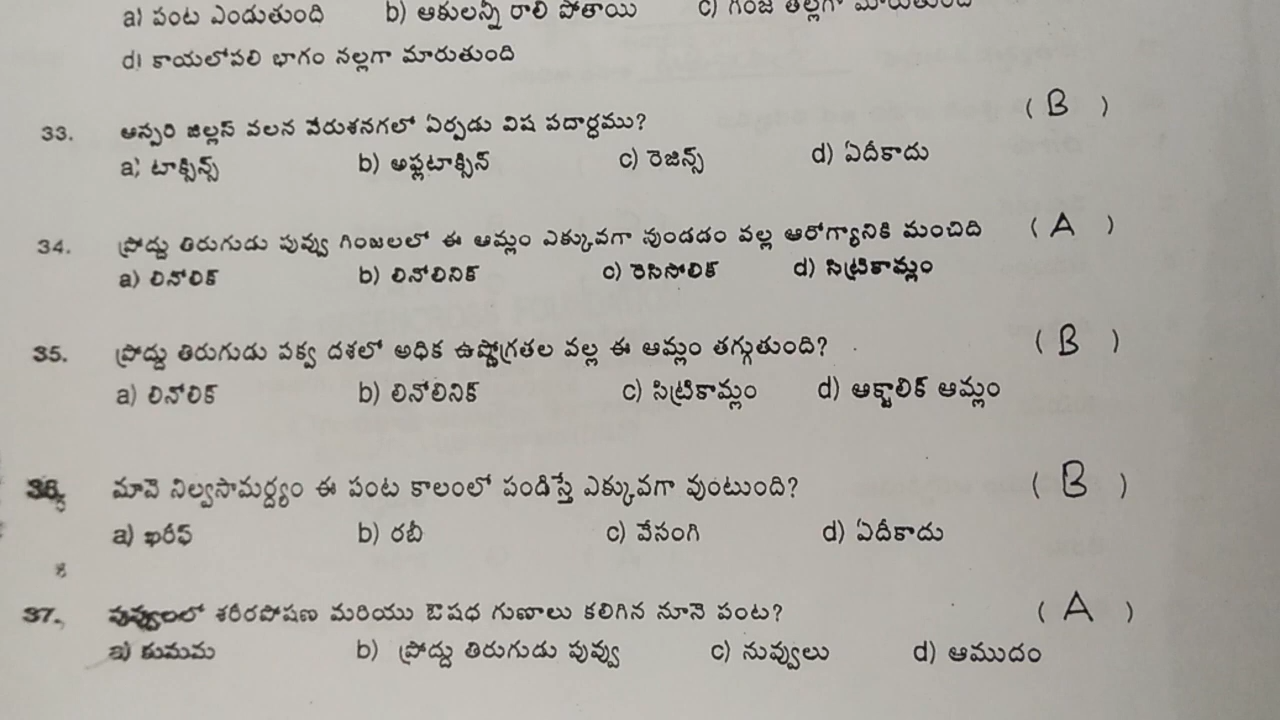 a) పంట ఎండుతుంది b) ఆకులన్నీ రాలి పోతాయి c) గింజ తెల్లగా మారుతుంది
d) కాయలోపలి భాగం నల్లగా మారుతుంది
33. ఆస్పరి జిల్లస్ వలన వేరుశనగలో ఏర్పడు విష పదార్థము? ( B )
a) టాక్సిన్స్ b) అఫ్లటాక్సిన్ c) రెజిన్స్ d) ఏదీకాదు
34. ప్రోద్దు తిరుగుడు పువ్వు గింజలలో ఈ ఆమ్లం ఎక్కువగా వుండడం వల్ల ఆరోగ్యానికి మంచిది ( A )
a) లినోలిక్ b) లినోలినిక్ c) రెసిసోలిక్ d) సిట్రికామ్లం
35. ప్రోద్దు తిరుగుడు పక్వ దశలో అధిక ఉష్ణోగ్రతల వల్ల ఈ ఆమ్లం తగ్గుతుంది? ( B )
a) లినోలిక్ b) లినోలినిక్ c) సిట్రికామ్లం d) ఆక్జాలిక్ ఆమ్లం
36. మావె నిల్వసామర్థ్యం ఈ పంట కాలంలో పండిస్తే ఎక్కువగా వుంటుంది? ( B )
a) ఖరీఫ్ b) రబీ c) వేసంగి d) ఏదీకాదు
37. పువ్వులలో శరీరపోషణ మరియు ఔషధ గుణాలు కలిగిన నూనె పంట? ( A )
a) కుసుమ b) ప్రోద్దు తిరుగుడు పువ్వు c) నువ్వులు d) ఆముదం